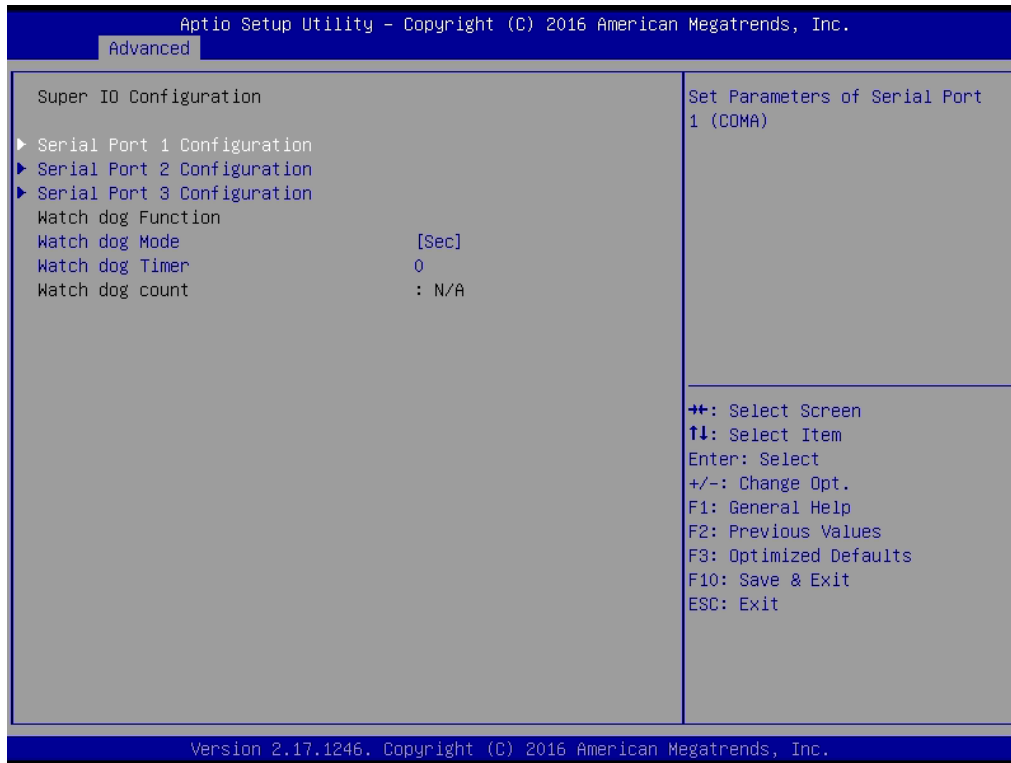 Aptio Setup Utility – Copyright (C) 2016 American Megatrends, Inc.
Advanced
Super IO Configuration
▶ Serial Port 1 Configuration
▶ Serial Port 2 Configuration
▶ Serial Port 3 Configuration
Watch dog Function
Watch dog Mode [Sec]
Watch dog Timer 0
Watch dog count : N/A
Set Parameters of Serial Port
1 (COMA)
→←: Select Screen
↑↓: Select Item
Enter: Select
+/-: Change Opt.
F1: General Help
F2: Previous Values
F3: Optimized Defaults
F10: Save & Exit
ESC: Exit
Version 2.17.1246. Copyright (C) 2016 American Megatrends, Inc.